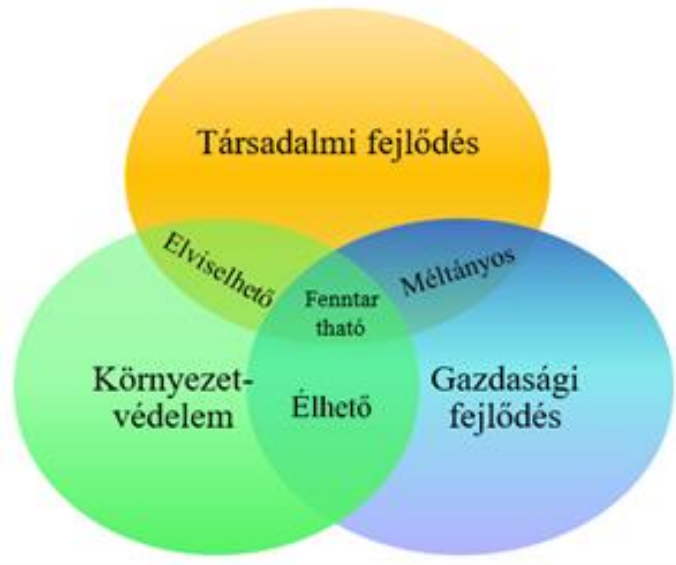 Társadalmi fejlődés
Elviselhető
Méltányos
Fenntar
tható
Környezet-
védelem
Élhető
Gazdasági
fejlődés